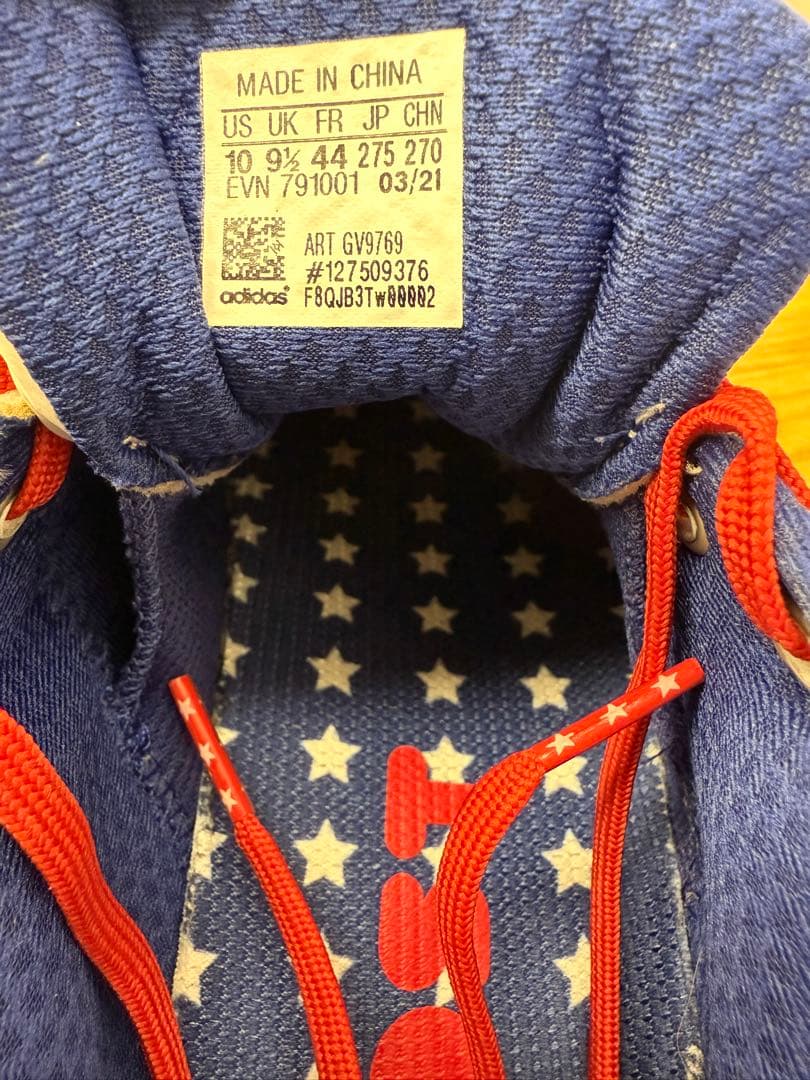 MADE IN CHINA
US UK FR JP CHN
10 9½ 44 275 270
EVN 791001 03/21
ART GV9769
#127509376
adidas F8QJB3Tw00002